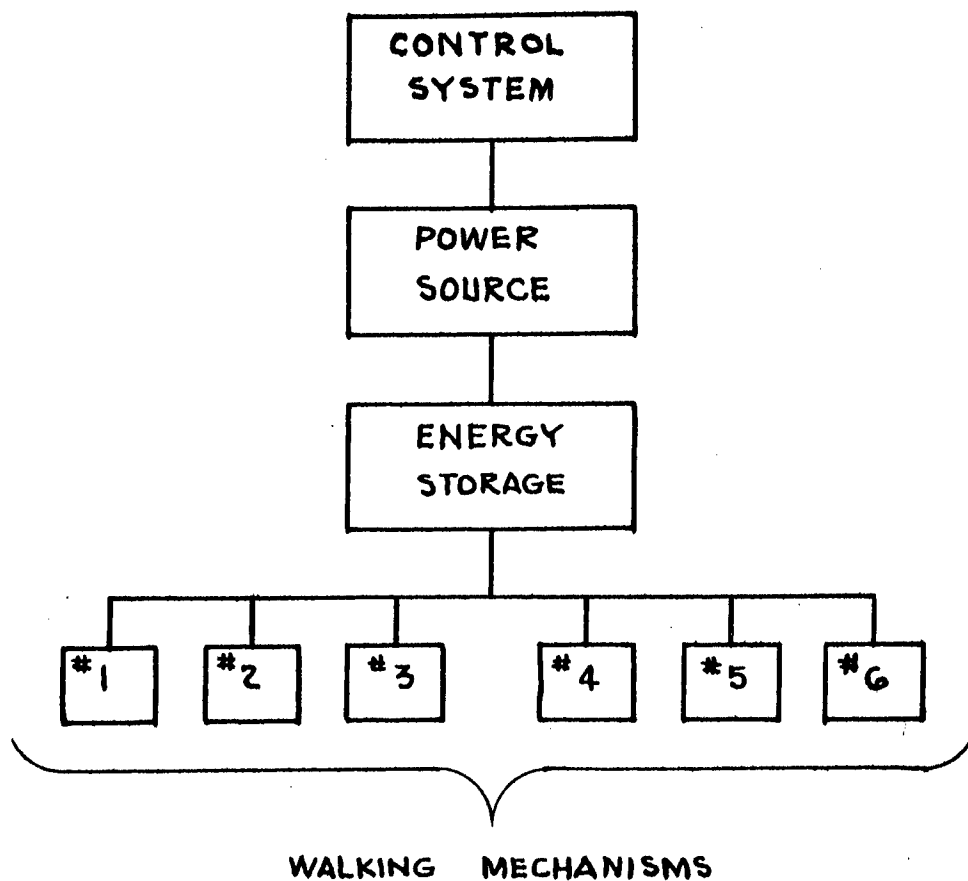 CONTROL
SYSTEM
POWER
SOURCE
ENERGY
STORAGE
#1 #2 #3 #4 #5 #6
WALKING MECHANISMS